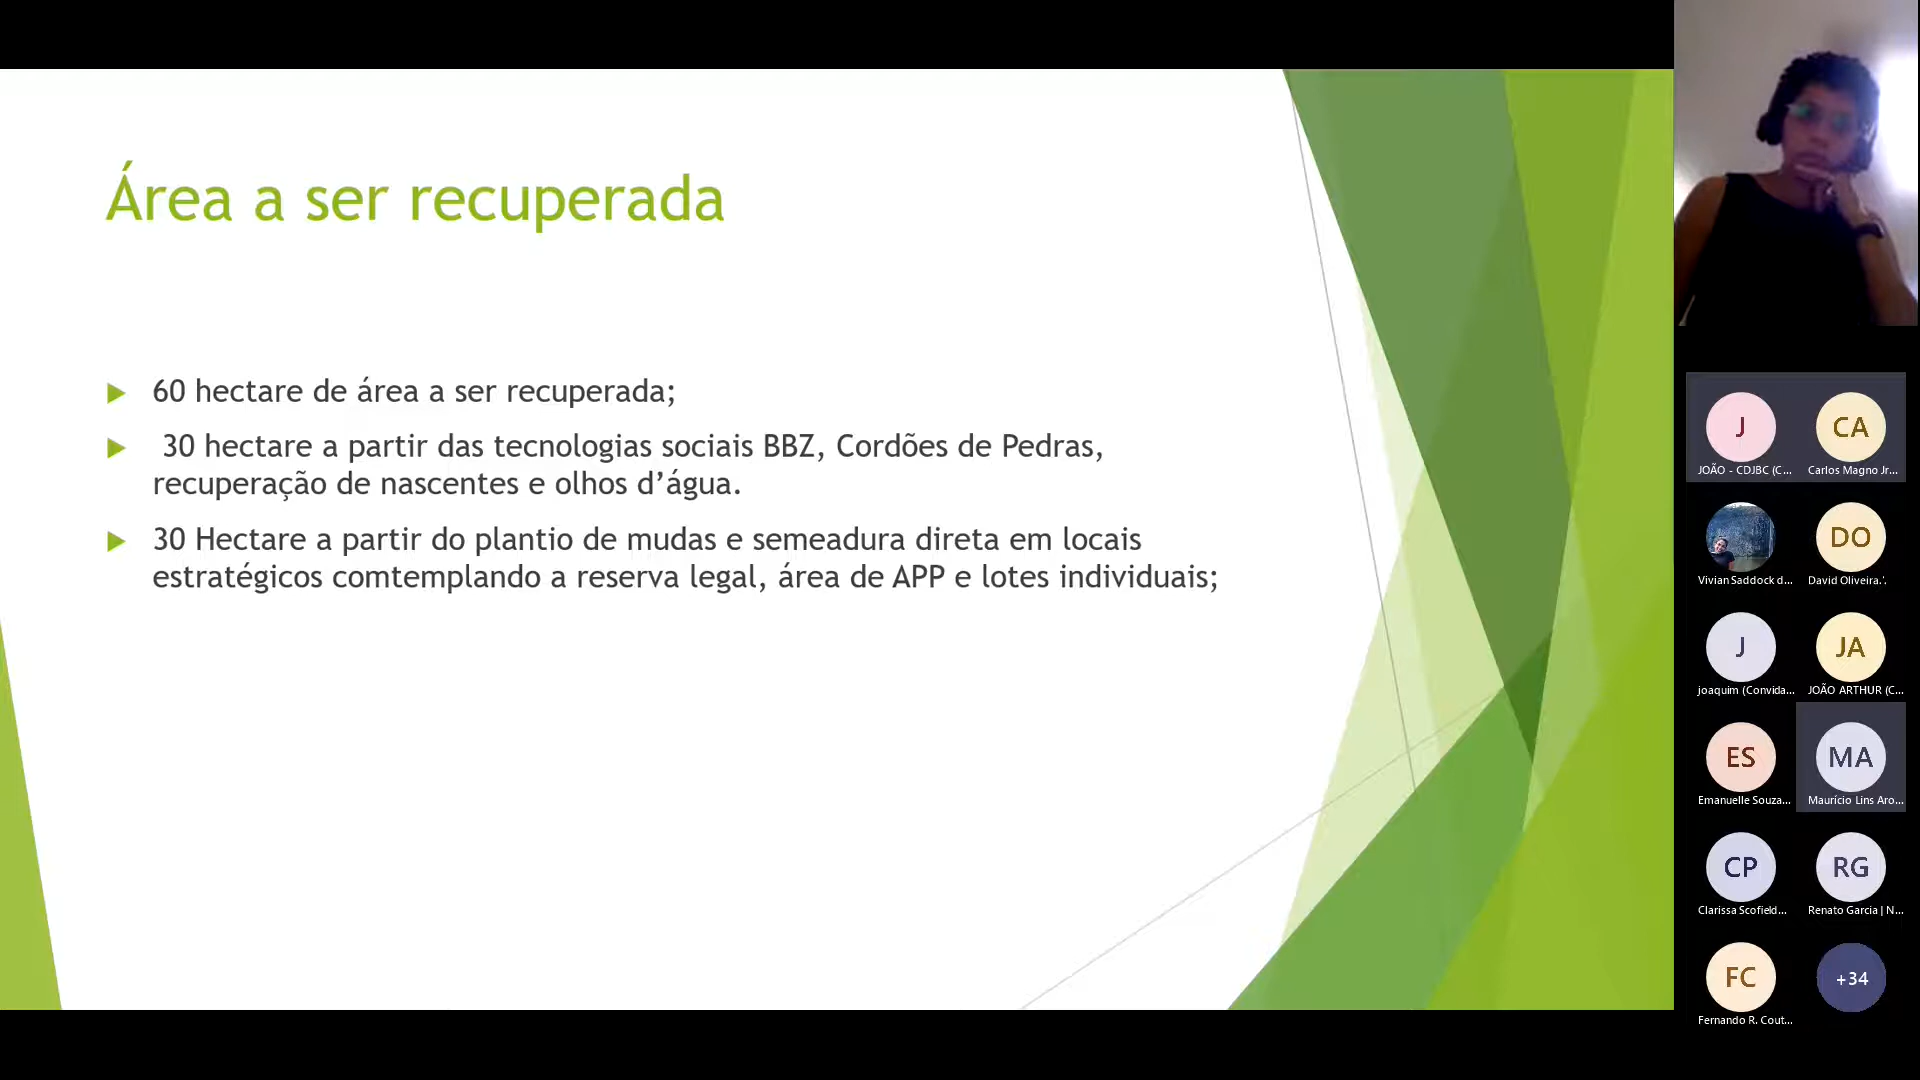 Área a ser recuperada
60 hectare de área a ser recuperada;
30 hectare a partir das tecnologias sociais BBZ, Cordões de Pedras,
recuperação de nascentes e olhos d’água.
30 Hectare a partir do plantio de mudas e semeadura direta em locais
estratégicos comtemplando a reserva legal, área de APP e lotes individuais;
J
CA
JOÃO - CDJBC (C...
Carlos Magno Jr...
DO
Vivian Saddock d...
David Oliveira.'.
J
JA
joaquim (Convida...
JOÃO ARTHUR (C...
ES
MA
Emanuelle Souza...
Maurício Lins Aro...
CP
RG
Clarissa Scofield...
Renato Garcia | N...
FC
+34
Fernando R. Cout...